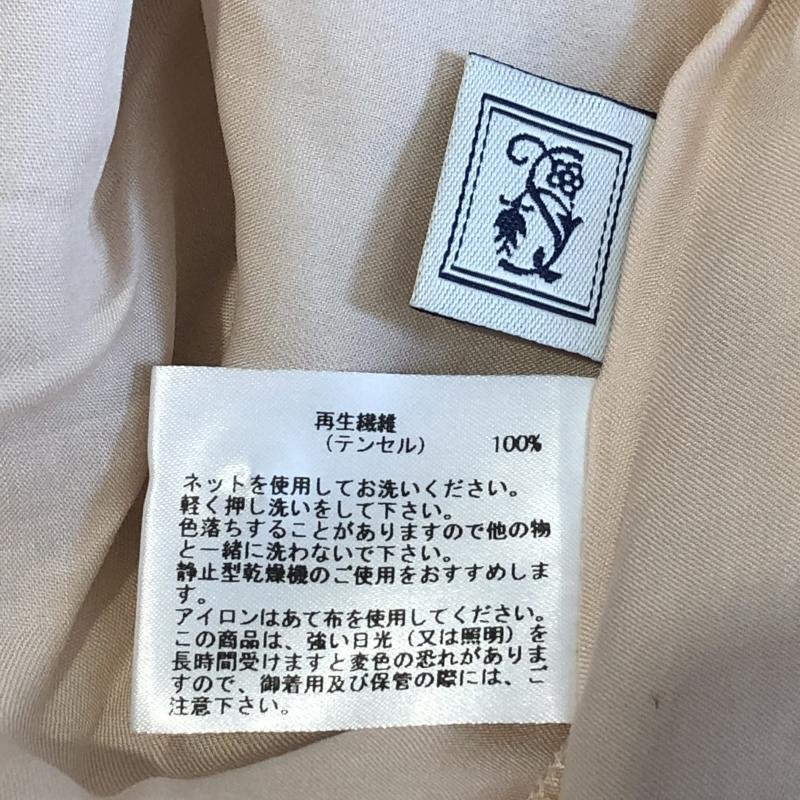 再生繊維
（テンセル） 100%
ネットを使用してお洗いください。
軽く押し洗いをして下さい。
色落ちすることがありますので他の物
と一緒に洗わないで下さい。
静止型乾燥機のご使用をおすすめしま
す。
アイロンはあて布を使用してください。
この商品は、強い日光（又は照明）を
長時間受けますと変色の恐れがありま
すので、御着用及び保管の際には、ご
注意下さい。